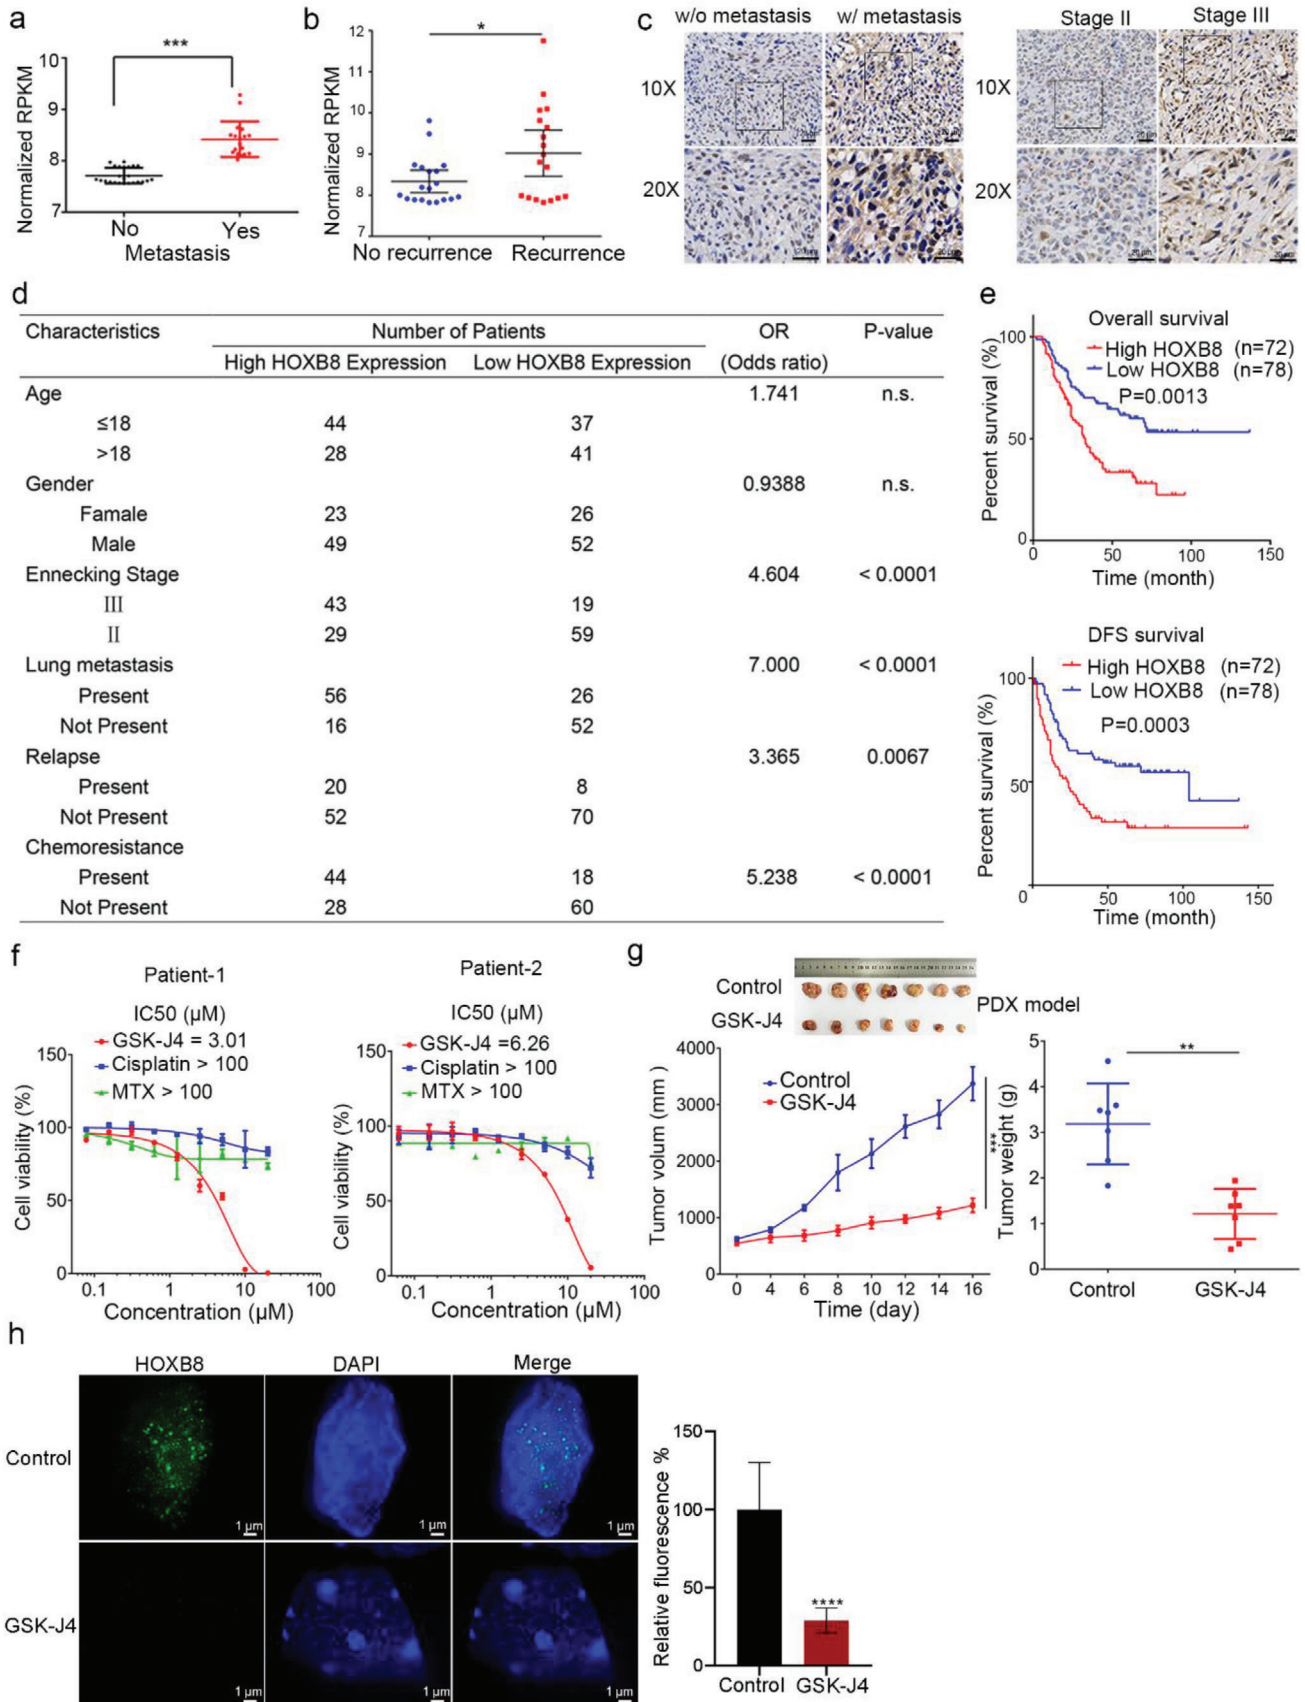 a
***
Normalized RPKM
10
9
8
7
No
Yes
Metastasis
b
*
Normalized RPKM
12
11
10
9
8
7
No recurrence
Recurrence
c
w/o metastasis
w/ metastasis
Stage II
Stage III
10X
10X
20X
20X
20 µm
20 µm
d
Characteristics
Number of Patients
OR
P-value
High HOXB8 Expression
Low HOXB8 Expression
(Odds ratio)
Age
1.741
n.s.
≤18
44
37
>18
28
41
Gender
0.9388
n.s.
Famale
23
26
Male
49
52
Ennecking Stage
4.604
< 0.0001
III
43
19
II
29
59
Lung metastasis
7.000
< 0.0001
Present
56
26
Not Present
16
52
Relapse
3.365
0.0067
Present
20
8
Not Present
52
70
Chemoresistance
Present
44
18
5.238
< 0.0001
Not Present
28
60
e
Overall survival
High HOXB8 (n=72)
Low HOXB8 (n=78)
P=0.0013
Percent survival (%)
100
50
0
0
50
100
150
Time (month)
DFS survival
High HOXB8 (n=72)
Low HOXB8 (n=78)
P=0.0003
Percent survival (%)
100
50
0
50
100
150
Time (month)
f
Patient-1
IC50 (µM)
GSK-J4 = 3.01
Cisplatin > 100
MTX > 100
Cell viability (%)
150
100
50
0
0.1
1
10
100
Concentration (µM)
Patient-2
IC50 (µM)
GSK-J4 =6.26
Cisplatin > 100
MTX > 100
Cell viability (%)
150
100
50
0
0.1
1
10
100
Concentration (µM)
g
Control
GSK-J4
PDX model
Tumor volum (mm )
4000
3000
2000
1000
0
Control
GSK-J4
***
0
4
6
8
10
12
14
16
Time (day)
Tumor weight (g)
5
4
3
2
1
0
**
Control
GSK-J4
h
HOXB8
DAPI
Merge
Control
1 µm
1 µm
1 µm
GSK-J4
1 µm
1 µm
1 µm
Relative fluorescence %
150
100
50
0
****
Control
GSK-J4